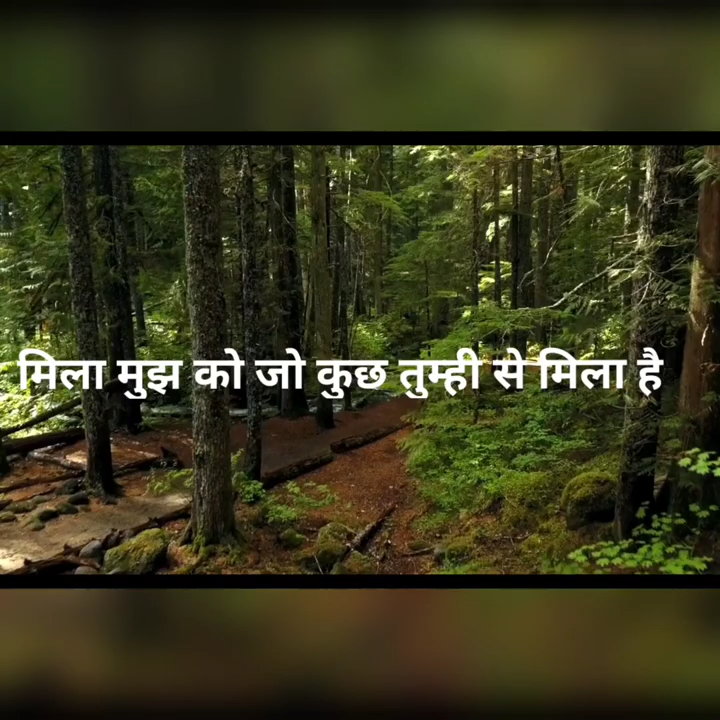 मिला मुझ को जो कुछ तुम्ही से मिला है